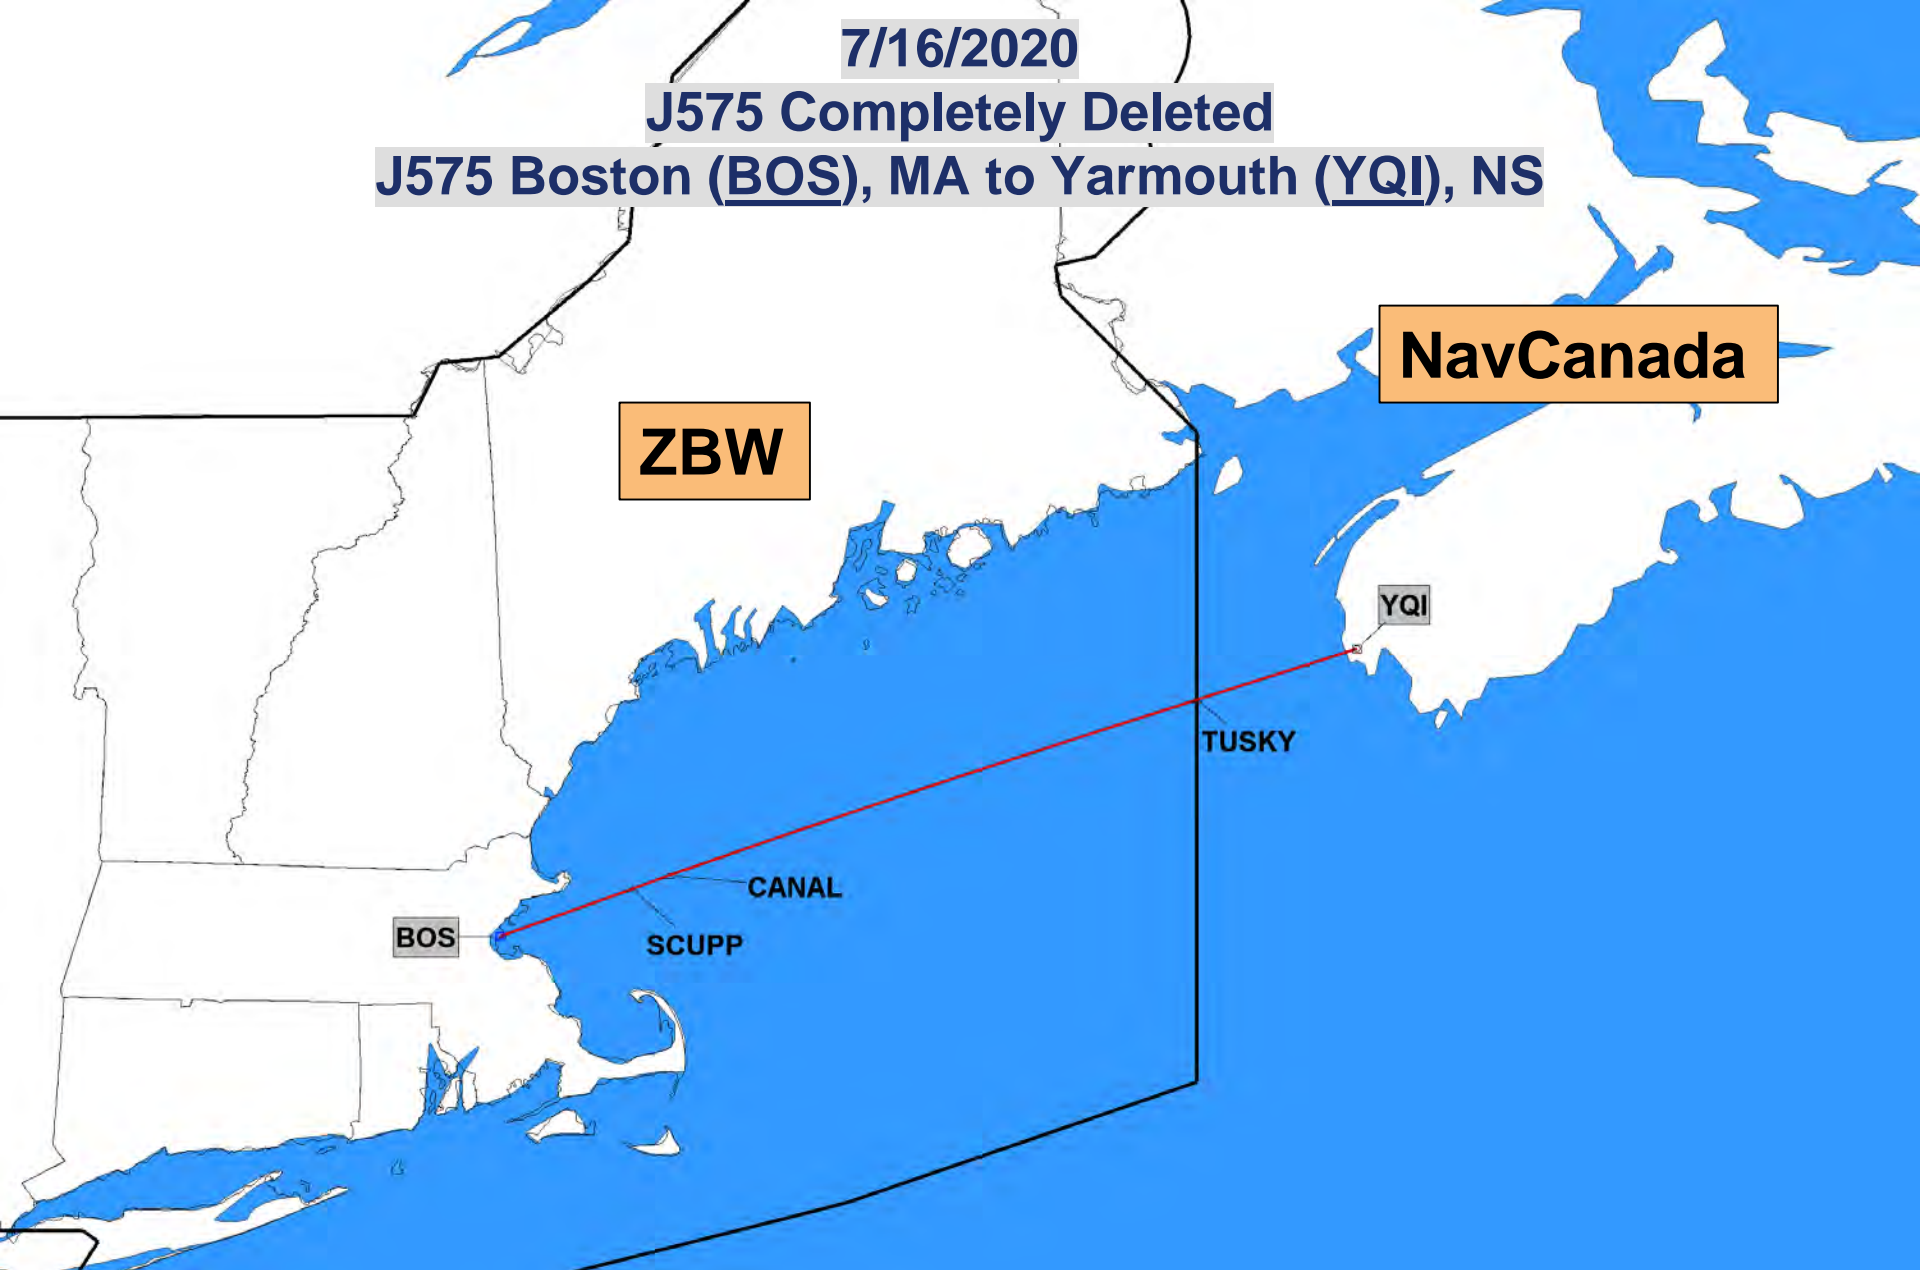 7/16/2020
J575 Completely Deleted
J575 Boston (BOS), MA to Yarmouth (YQI), NS
NavCanada
ZBW
YQI
TUSKY
CANAL
BOS
SCUPP